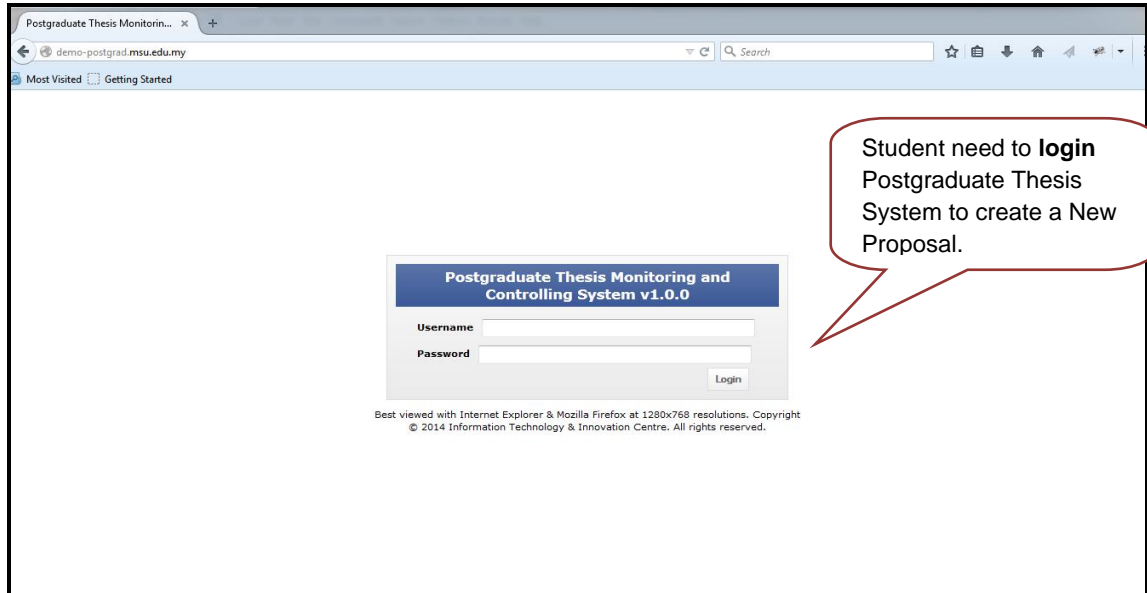 Postgraduate Thesis Monitorin...
demo-postgrad.msu.edu.my
Search
Most Visited Getting Started
Student need to login
Postgraduate Thesis
System to create a New
Proposal.
Postgraduate Thesis Monitoring and
Controlling System v1.0.0
Username
Password
Login
Best viewed with Internet Explorer & Mozilla Firefox at 1280x768 resolutions. Copyright
© 2014 Information Technology & Innovation Centre. All rights reserved.